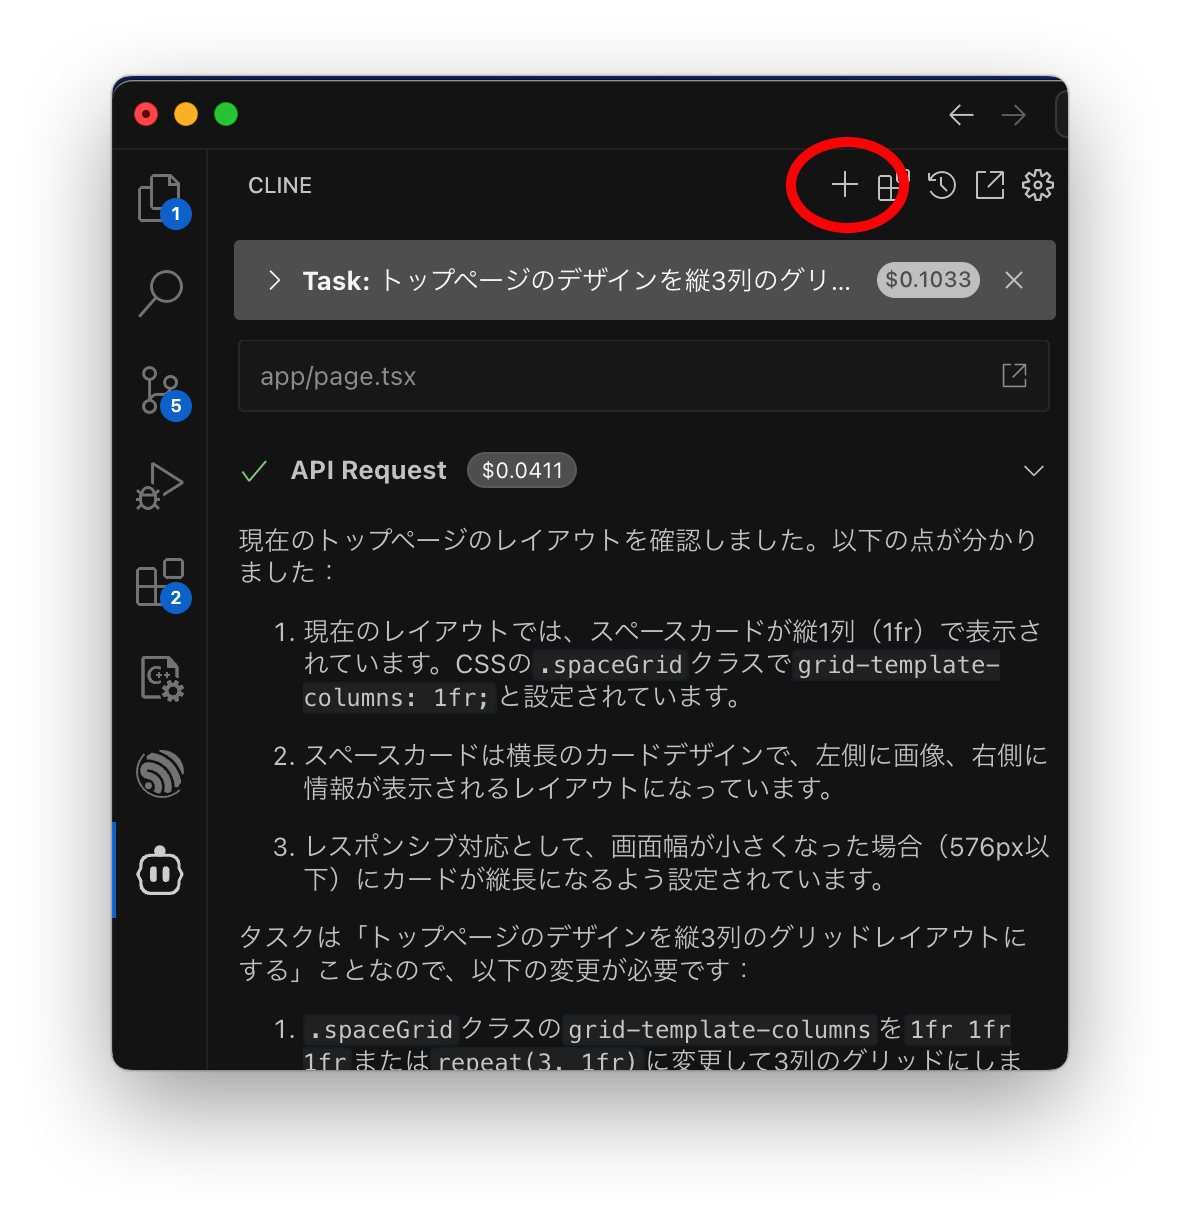 CLINE
1
Task: トップページのデザインを縦3列のグリ... $0.1033
app/page.tsx
5
API Request $0.0411
現在のトップページのレイアウトを確認しました。以下の点が分かり
ました：
2
1. 現在のレイアウトでは、スペースカードが縦1列（1fr）で表示さ
れています。CSSの .spaceGrid クラスで grid-template-
columns: 1fr; と設定されています。
C++
2. スペースカードは横長のカードデザインで、左側に画像、右側に
情報が表示されるレイアウトになっています。
3. レスポンシブ対応として、画面幅が小さくなった場合（576px以
下）にカードが縦長になるよう設定されています。
タスクは「トップページのデザインを縦3列のグリッドレイアウトに
する」ことなので、以下の変更が必要です：
1. .spaceGrid クラスの grid-template-columns を 1fr 1fr
1fr または repeat(3, 1fr) に変更して3列のグリッドにしま